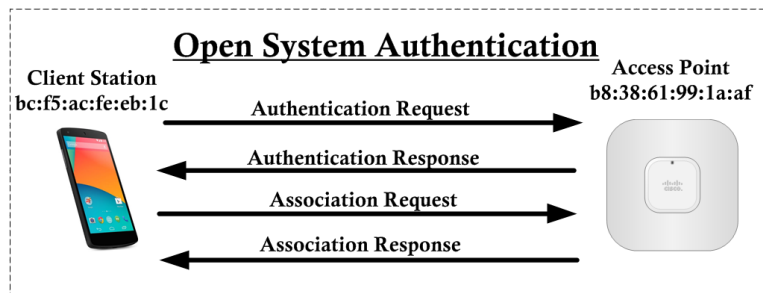 Open System Authentication
Client Station
bc:f5:ac:fe:eb:1c
Access Point
b8:38:61:99:1a:af
Authentication Request
Authentication Response
Association Request
Association Response